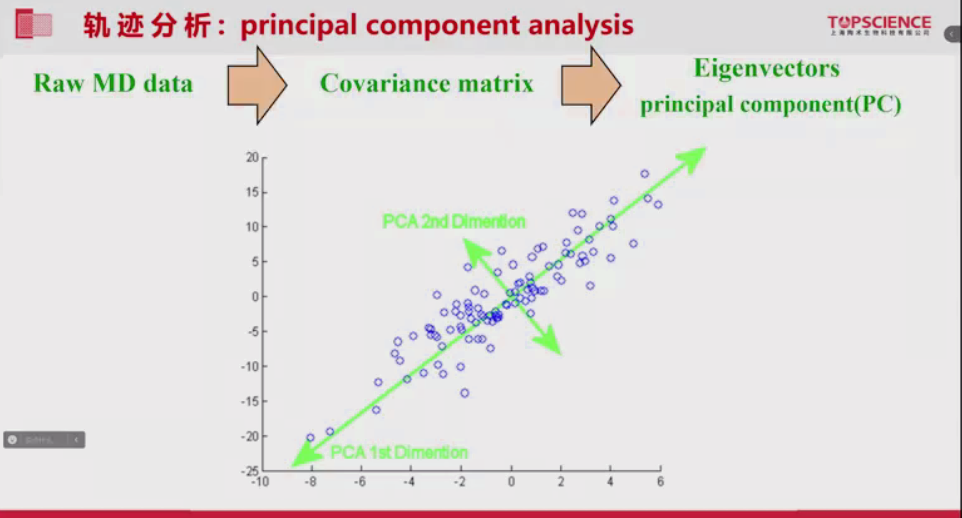 轨迹分析：principal component analysis
TOPSCIENCE
上海陶术生物科技有限公司
Raw MD data
Covariance matrix
Eigenvectors
principal component(PC)
20
15
10
5
0
-5
-10
-15
-20
-25
PCA 2nd Dimention
PCA 1st Dimention
-10 -8 -6 -4 -2 0 2 4 6